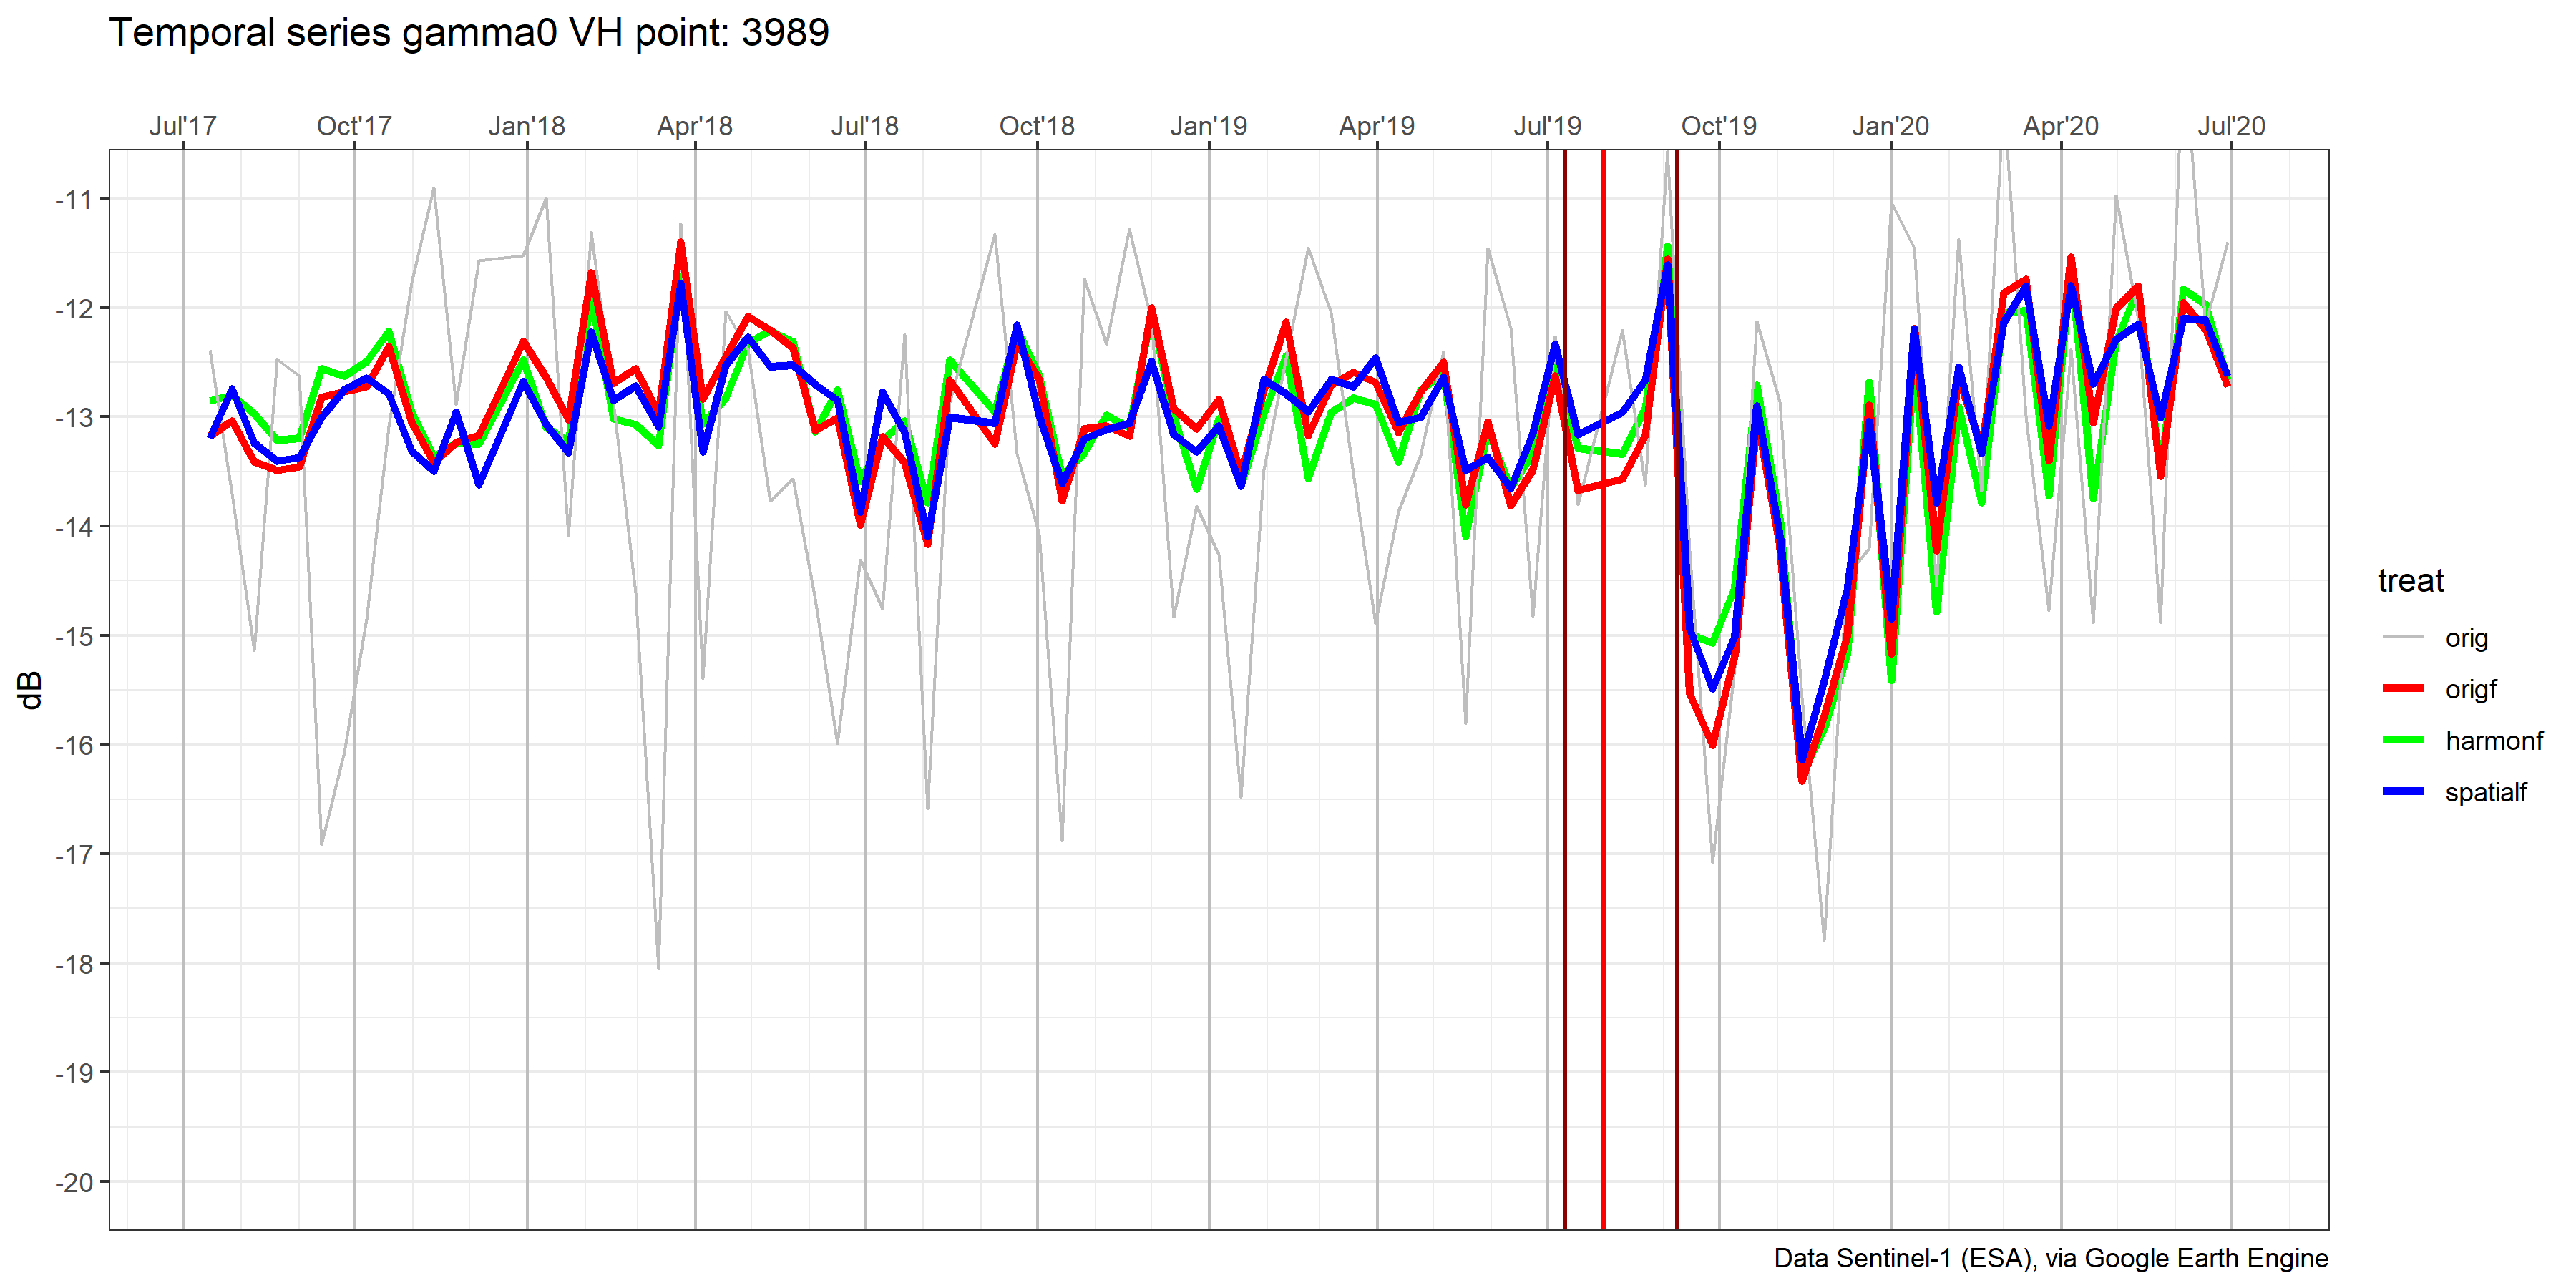 Temporal series gamma0 VH point: 3989
Jul'17 Oct'17 Jan'18 Apr'18 Jul'18 Oct'18 Jan'19 Apr'19 Jul'19 Oct'19 Jan'20 Apr'20 Jul'20
-11
-12
-13
-14
-15
-16
-17
-18
-19
-20
dB
treat
orig
origf
harmonf
spatialf
Data Sentinel-1 (ESA), via Google Earth Engine